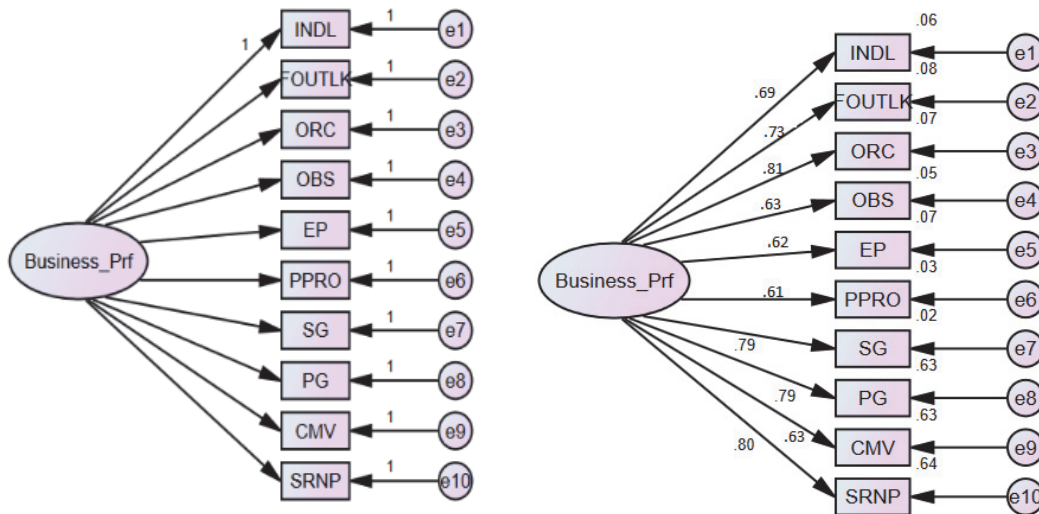 1
INDL
1
e1
FOUTLK
1
e2
ORC
1
e3
OBS
1
e4
EP
1
e5
Business_Prf
PPRO
1
e6
SG
1
e7
PG
1
e8
CMV
1
e9
SRNP
1
e10
.06
.69
INDL
e1
.08
.73
FOUTLK
e2
.07
.81
ORC
e3
.05
.63
OBS
e4
.07
.62
EP
e5
.03
Business_Prf
.61
PPRO
e6
.02
.79
SG
e7
.63
.79
PG
e8
.63
.63
CMV
e9
.64
.80
SRNP
e10